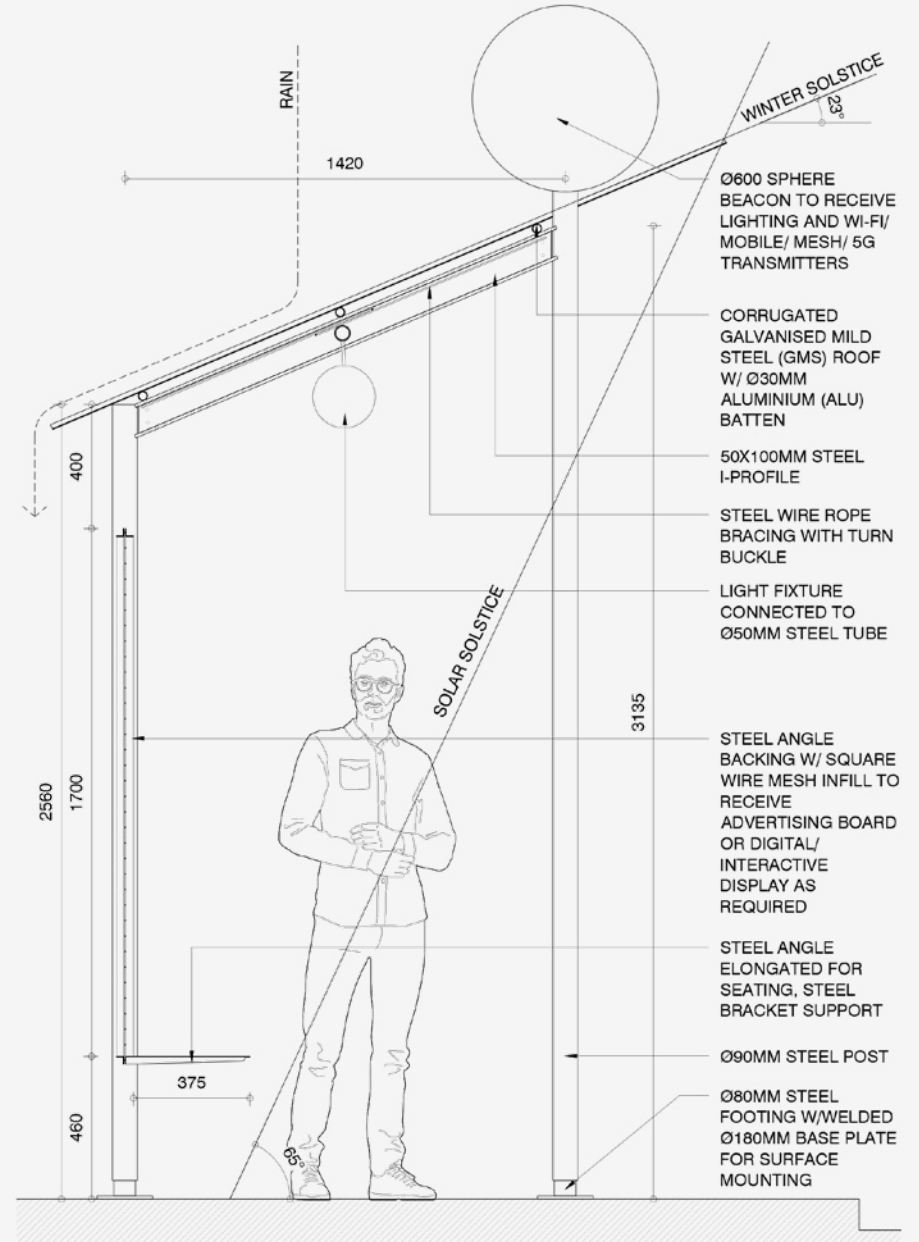 RAIN
WINTER SOLSTICE
23°
1420
Ø600 SPHERE
BEACON TO RECEIVE
LIGHTING AND WI-FI/
MOBILE/ MESH/ 5G
TRANSMITTERS
CORRUGATED
GALVANISED MILD
STEEL (GMS) ROOF
W/ Ø30MM
ALUMINIUM (ALU)
BATTEN
400
50X100MM STEEL
I-PROFILE
STEEL WIRE ROPE
BRACING WITH TURN
BUCKLE
LIGHT FIXTURE
CONNECTED TO
Ø50MM STEEL TUBE
SOLAR SOLSTICE
3135
2560
1700
STEEL ANGLE
BACKING W/ SQUARE
WIRE MESH INFILL TO
RECEIVE
ADVERTISING BOARD
OR DIGITAL/
INTERACTIVE
DISPLAY AS
REQUIRED
STEEL ANGLE
ELONGATED FOR
SEATING, STEEL
BRACKET SUPPORT
375
Ø90MM STEEL POST
460
65°
Ø80MM STEEL
FOOTING W/WELDED
Ø180MM BASE PLATE
FOR SURFACE
MOUNTING